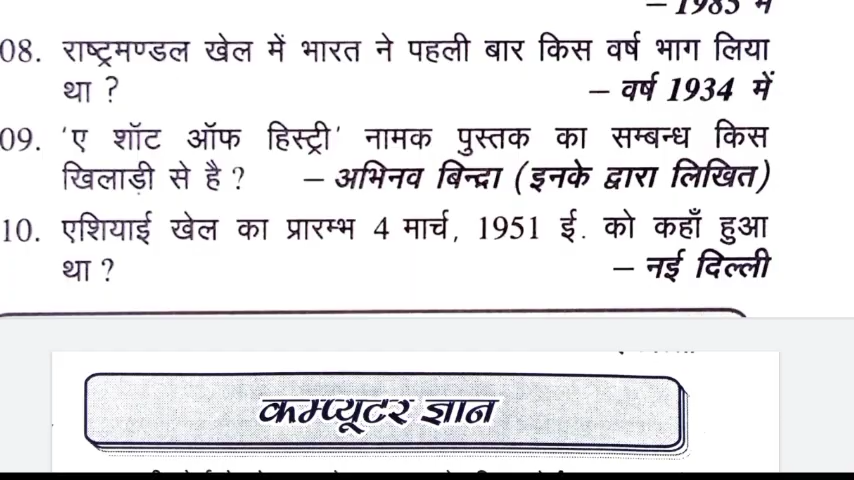 – 1985 में
08. राष्ट्रमण्डल खेल में भारत ने पहली बार किस वर्ष भाग लिया
था ? – वर्ष 1934 में
09. 'ए शॉट ऑफ हिस्ट्री' नामक पुस्तक का सम्बन्ध किस
खिलाड़ी से है ? – अभिनव बिन्द्रा (इनके द्वारा लिखित)
10. एशियाई खेल का प्रारम्भ 4 मार्च, 1951 ई. को कहाँ हुआ
था ? – नई दिल्ली
कम्प्यूटर ज्ञान